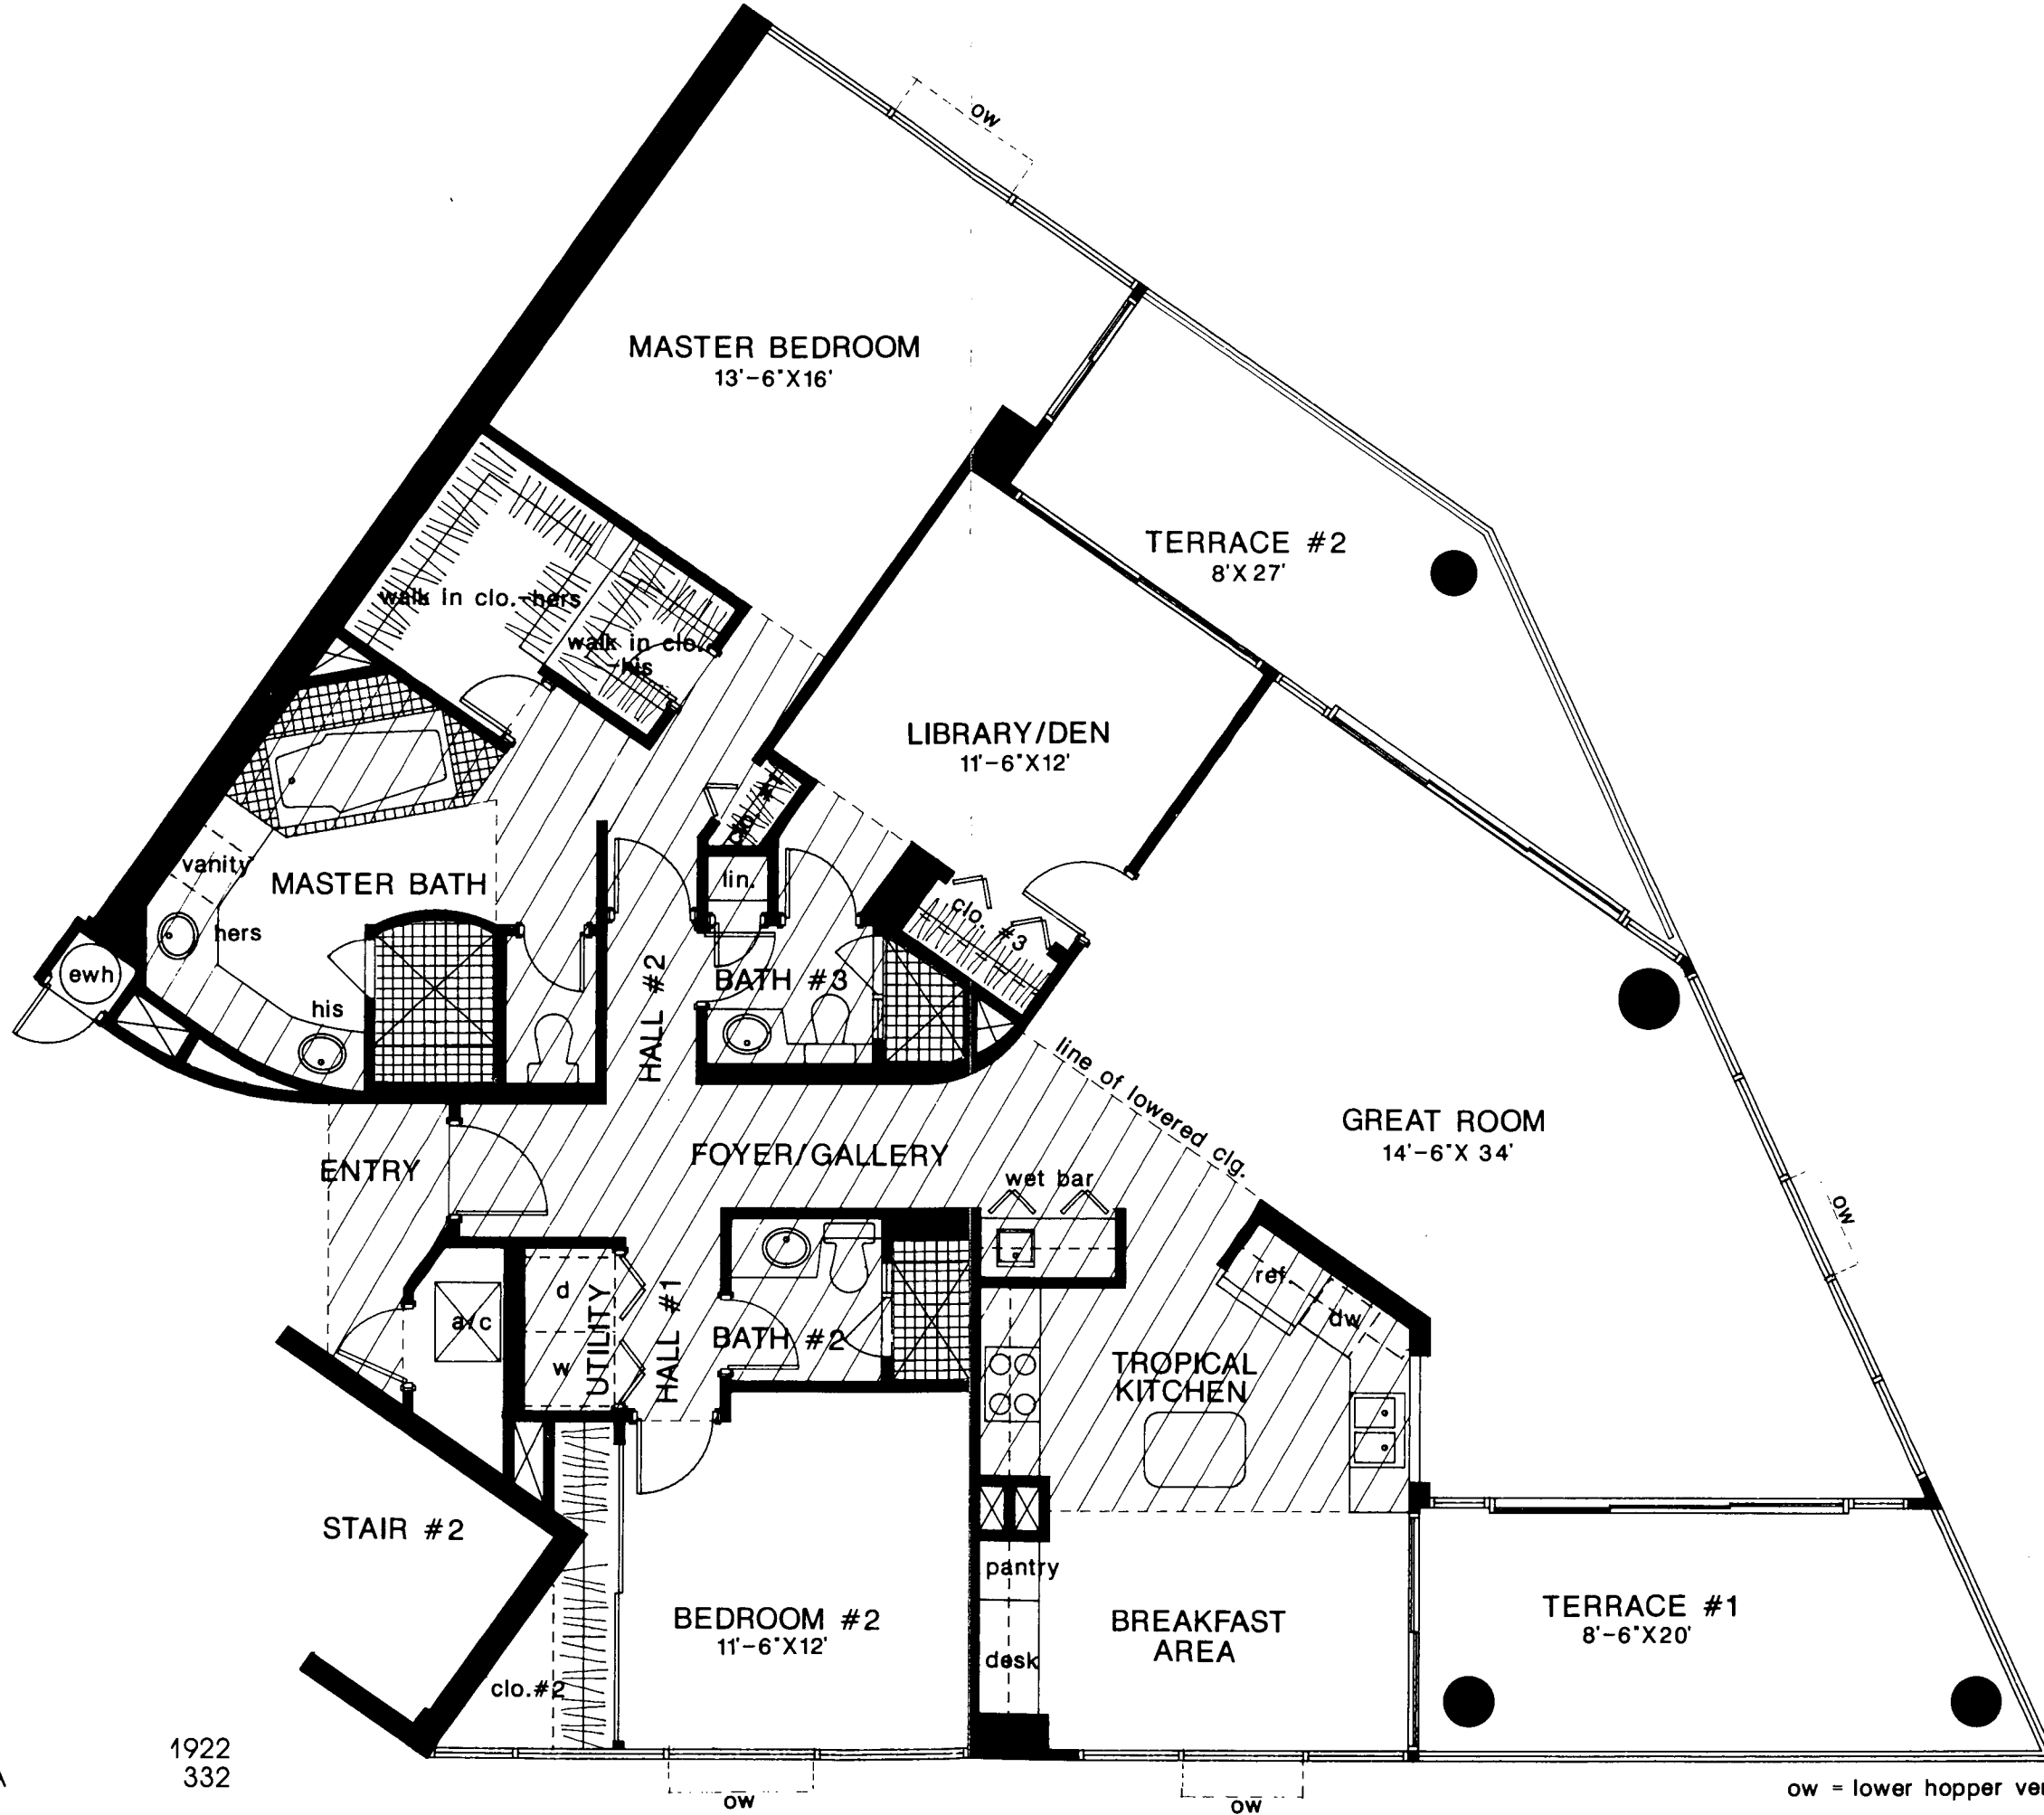 ow
MASTER BEDROOM
13'-6"X16'
TERRACE #2
8'X 27'
walk in clo.-hers
walk in clo.
-his
LIBRARY/DEN
11'-6"X12'
clo. #1
vanity
MASTER BATH
lin.
hers
clo. #3
ewh
HALL #2
BATH #3
his
line of lowered clg.
GREAT ROOM
14'-6"X 34'
ENTRY
FOYER/GALLERY
wet bar
ow
ref.
dw
d
a/c
w
UTILITY
HALL #1
BATH #2
TROPICAL
KITCHEN
STAIR #2
pantry
BEDROOM #2
11'-6"X12'
BREAKFAST
AREA
TERRACE #1
8'-6"X20'
desk
clo.#2
1922
332
ow
ow
ow = lower hopper